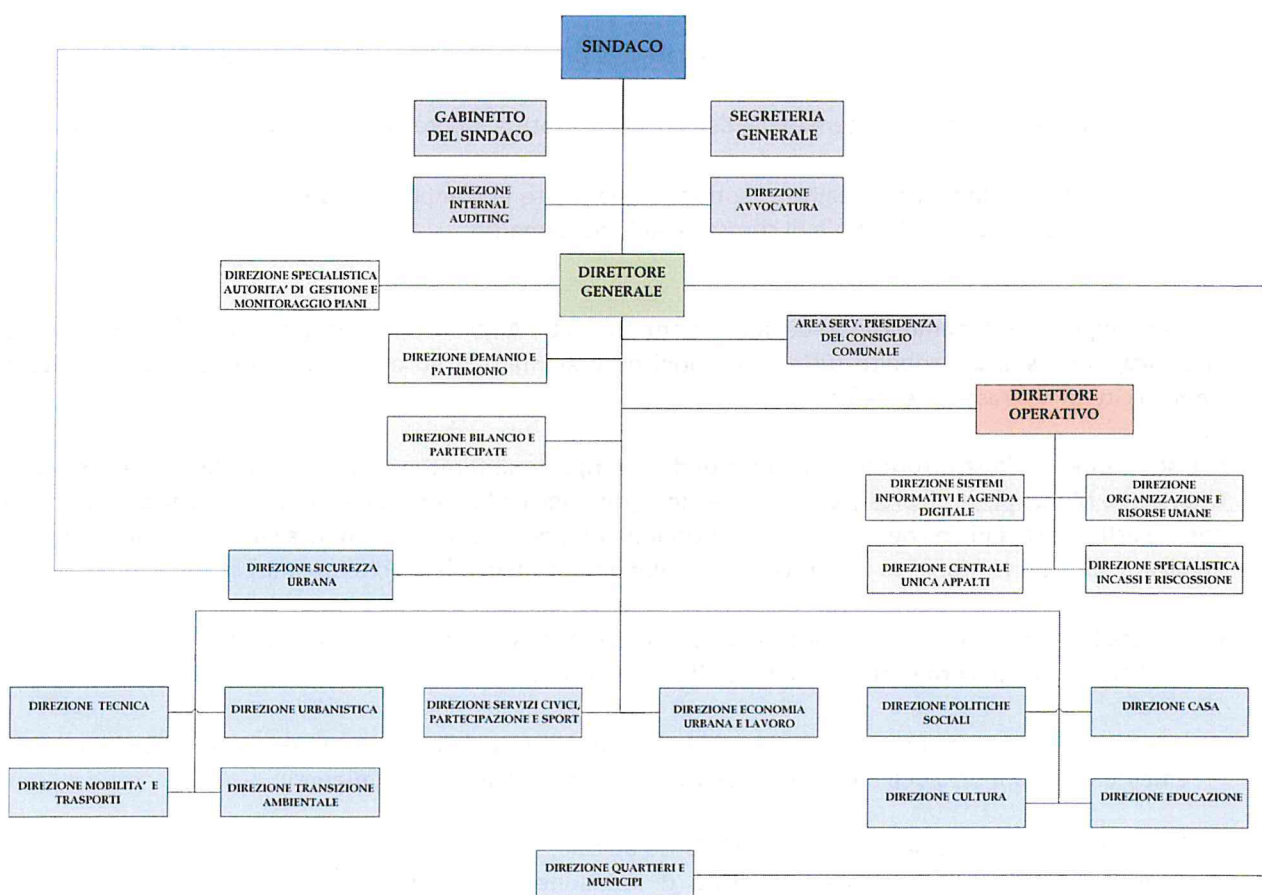 SINDACO
GABINETTO
DEL SINDACO
SEGRETERIA
GENERALE
DIREZIONE
INTERNAL
AUDITING
DIREZIONE
AVVOCATURA
DIREZIONE SPECIALISTICA
AUTORITA' DI GESTIONE E
MONITORAGGIO PIANI
DIRETTORE
GENERALE
AREA SERV. PRESIDENZA
DEL CONSIGLIO
COMUNALE
DIREZIONE DEMANIO E
PATRIMONIO
DIRETTORE
OPERATIVO
DIREZIONE BILANCIO E
PARTECIPATE
DIREZIONE SISTEMI
INFORMATIVI E AGENDA
DIGITALE
DIREZIONE
ORGANIZZAZIONE E
RISORSE UMANE
DIREZIONE SICUREZZA
URBANA
DIREZIONE CENTRALE
UNICA APPALTI
DIREZIONE SPECIALISTICA
INCASSI E RISCOSSIONE
DIREZIONE TECNICA
DIREZIONE URBANISTICA
DIREZIONE SERVIZI CIVICI,
PARTECIPAZIONE E SPORT
DIREZIONE ECONOMIA
URBANA E LAVORO
DIREZIONE POLITICHE
SOCIALI
DIREZIONE CASA
DIREZIONE MOBILITA' E
TRASPORTI
DIREZIONE TRANSIZIONE
AMBIENTALE
DIREZIONE CULTURA
DIREZIONE EDUCAZIONE
DIREZIONE QUARTIERI E
MUNICIPI